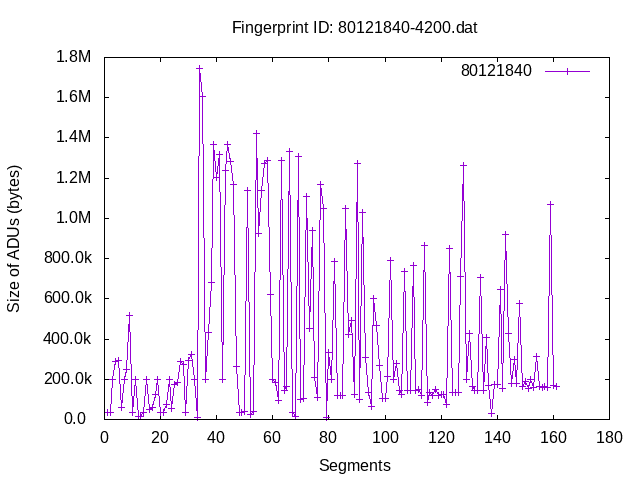 Fingerprint ID: 80121840-4200.dat
80121840
1.8M
1.6M
1.4M
1.2M
1.0M
800.0k
600.0k
400.0k
200.0k
0.0
Size of ADUs (bytes)
0 20 40 60 80 100 120 140 160 180
Segments